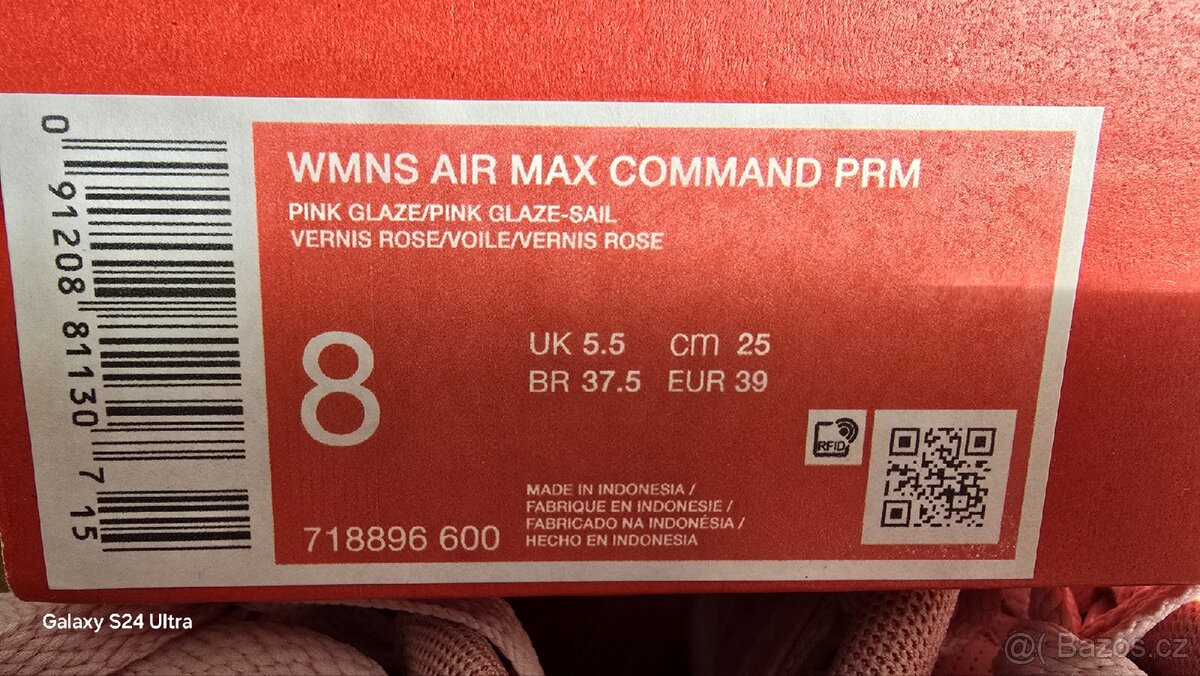 WMNS AIR MAX COMMAND PRM
PINK GLAZE/PINK GLAZE-SAIL
VERNIS ROSE/VOILE/VERNIS ROSE
8
UK 5.5 cm 25
BR 37.5 EUR 39
RFID
MADE IN INDONESIA /
FABRIQUE EN INDONESIE /
FABRICADO NA INDONÉSIA /
HECHO EN INDONESIA
718896 600
0 91208 81130 7 15
Galaxy S24 Ultra
@( Bazos.cz